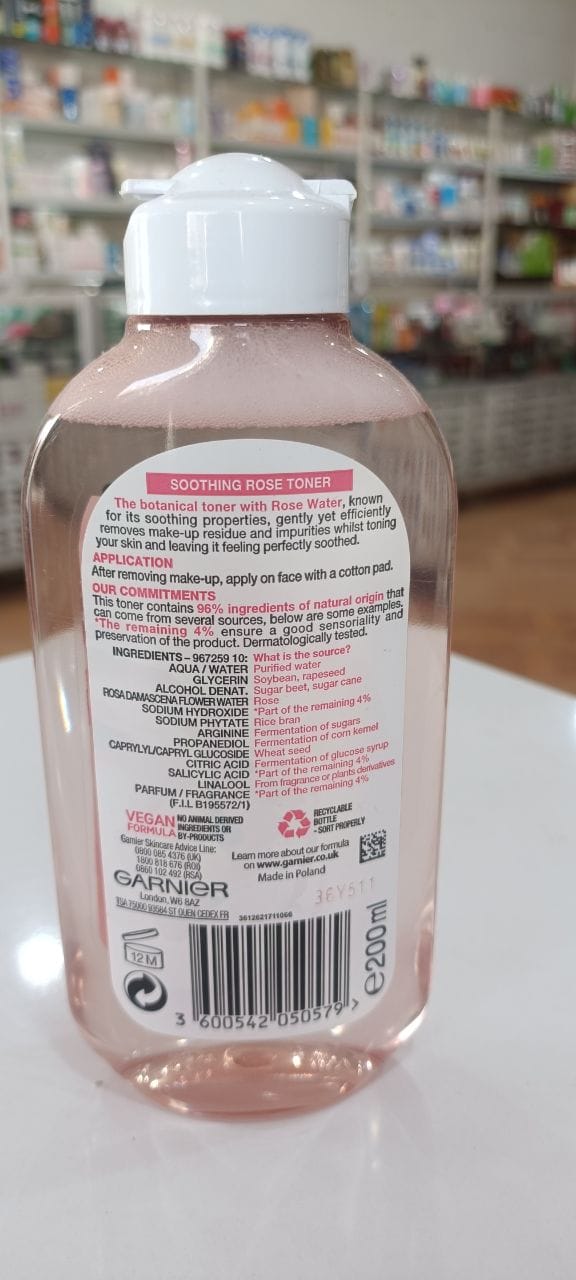 SOOTHING ROSE TONER
The botanical toner with Rose Water, known
for its soothing properties, gently yet efficiently
removes make-up residue and impurities whilst toning
your skin and leaving it feeling perfectly soothed.
APPLICATION
After removing make-up, apply on face with a cotton pad.
OUR COMMITMENTS
This toner contains 96% ingredients of natural origin that
can come from several sources, below are some examples.
*The remaining 4% ensure a good sensoriality and
preservation of the product. Dermatologically tested.
INGREDIENTS – 967259 10: What is the source?
AQUA / WATER Purified water
GLYCERIN Soybean, rapeseed
ALCOHOL DENAT. Sugar beet, sugar cane
ROSA DAMASCENA FLOWER WATER Rose
SODIUM HYDROXIDE *Part of the remaining 4%
SODIUM PHYTATE Rice bran
ARGININE Fermentation of sugars
PROPANEDIOL Fermentation of corn kernel
CAPRYLYL/CAPRYL GLUCOSIDE Wheat seed
CITRIC ACID Fermentation of glucose syrup
SALICYLIC ACID *Part of the remaining 4%
LINALOOL From fragrance or plants derivatives
PARFUM / FRAGRANCE *Part of the remaining 4%
(F.I.L B195572/1)
VEGAN FORMULA
NO ANIMAL DERIVED
INGREDIENTS OR
BY-PRODUCTS
RECYCLABLE
BOTTLE
- SORT PROPERLY
Garnier Skincare Advice Line:
0800 085 4376 (UK)
1800 818 676 (ROI)
0860 102 492 (RSA)
Learn more about our formula
on www.garnier.co.uk
Made in Poland
GARNIER
London, W6 8AZ
TSA 75000 93584 ST OUEN CEDEX FR
36Y511
3612621711066
12 M
e200ml
3 600542 050579 >